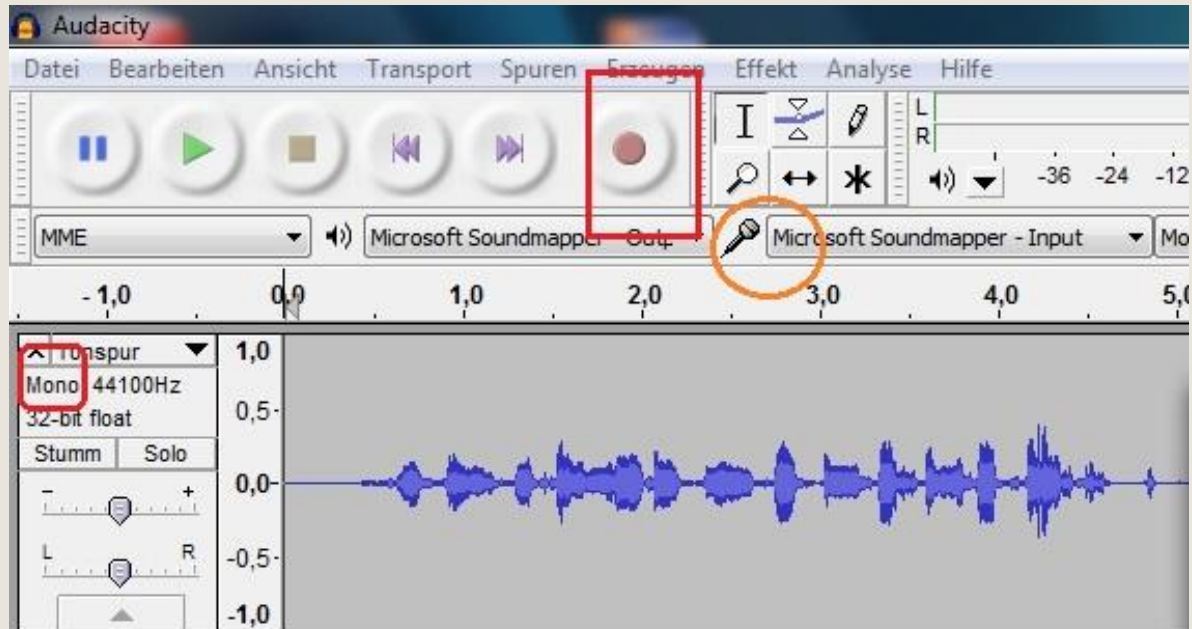 Audacity
Datei Bearbeiten Ansicht Transport Spuren Erzeugen Effekt Analyse Hilfe
L
R
-36 -24 -12
MME Microsoft Soundmapper - Outp Microsoft Soundmapper - Input Mo
- 1,0 0,0 1,0 2,0 3,0 4,0 5,0
X Tonspur 1,0
Mono, 44100Hz
32-bit float 0,5
Stumm Solo
- + 0,0
L R -0,5
-1,0